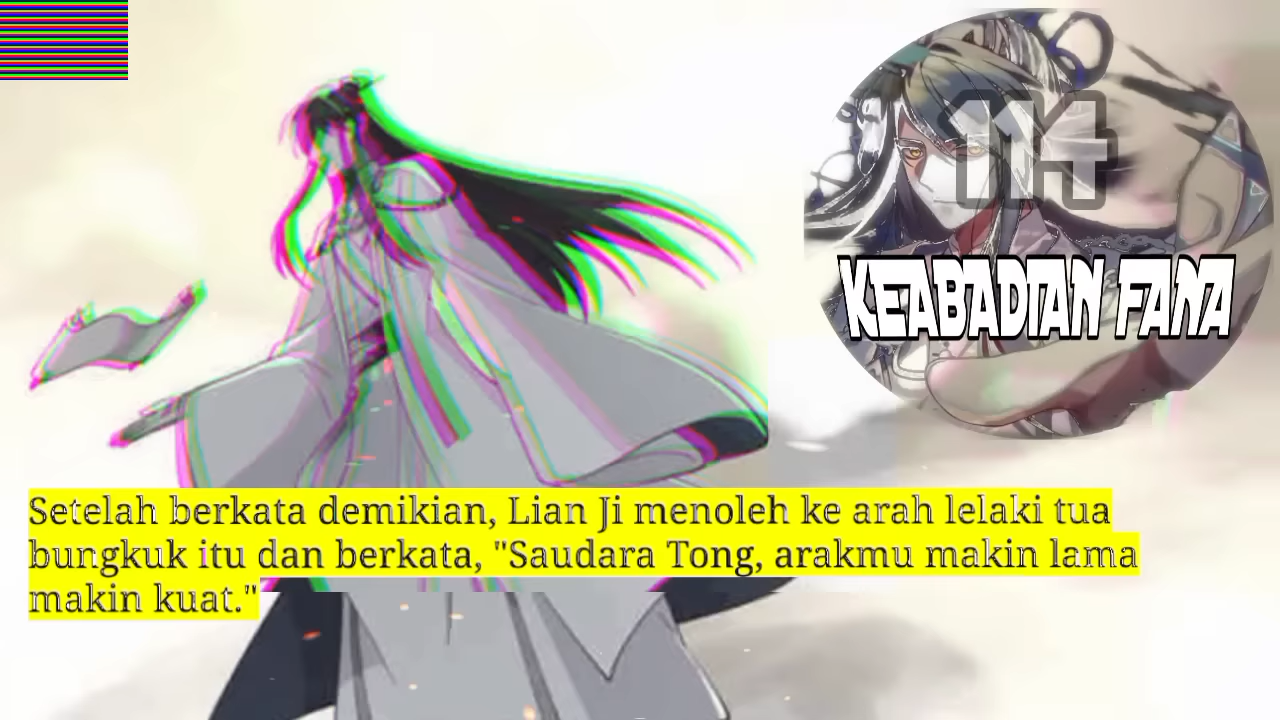 114
KEABADIAN FANA
Setelah berkata demikian, Lian Ji menoleh ke arah lelaki tua
bungkuk itu dan berkata, "Saudara Tong, arakmu makin lama
makin kuat."